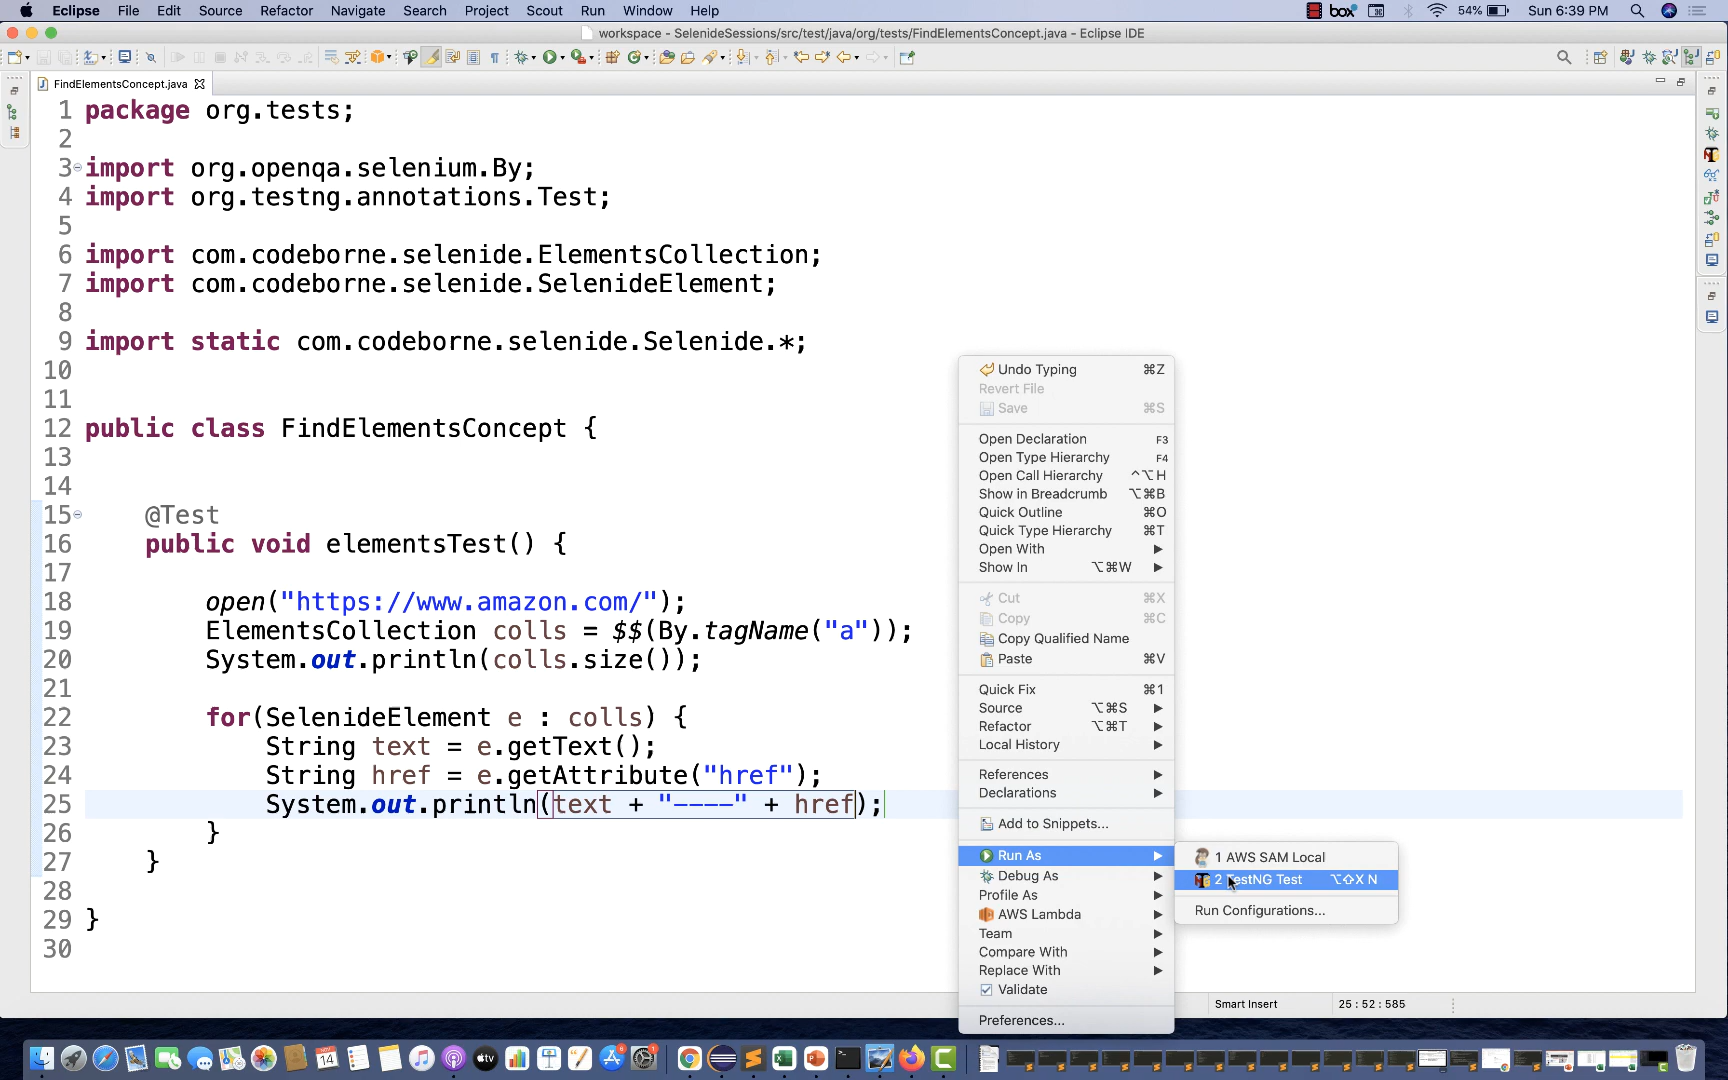 Eclipse File Edit Source Refactor Navigate Search Project Scout Run Window Help box 54% Sun 6:39 PM
workspace - SelenideSessions/src/test/java/org/tests/FindElementsConcept.java - Eclipse IDE
FindElementsConcept.java
1 package org.tests;
2
3 import org.openqa.selenium.By;
4 import org.testng.annotations.Test;
5
6 import com.codeborne.selenide.ElementsCollection;
7 import com.codeborne.selenide.SelenideElement;
8
9 import static com.codeborne.selenide.Selenide.*;
10
11
12 public class FindElementsConcept {
13
14
15 @Test
16 public void elementsTest() {
17
18 open("https://www.amazon.com/");
19 ElementsCollection colls = $$(By.tagName("a"));
20 System.out.println(colls.size());
21
22 for(SelenideElement e : colls) {
23 String text = e.getText();
24 String href = e.getAttribute("href");
25 System.out.println(text + "----" + href);
26 }
27 }
28
29 }
30
Undo Typing ⌘Z
Revert File
Save ⌘S
Open Declaration F3
Open Type Hierarchy F4
Open Call Hierarchy ^⌥H
Show in Breadcrumb ⌥⌘B
Quick Outline ⌘O
Quick Type Hierarchy ⌘T
Open With
Show In ⌥⌘W
Cut ⌘X
Copy ⌘C
Copy Qualified Name
Paste ⌘V
Quick Fix ⌘1
Source ⌥⌘S
Refactor ⌥⌘T
Local History
References
Declarations
Add to Snippets...
Run As
Debug As
Profile As
AWS Lambda
Team
Compare With
Replace With
Validate
Preferences...
1 AWS SAM Local
2 TestNG Test ⌥⇧X N
Run Configurations...
Smart Insert 25 : 52 : 585